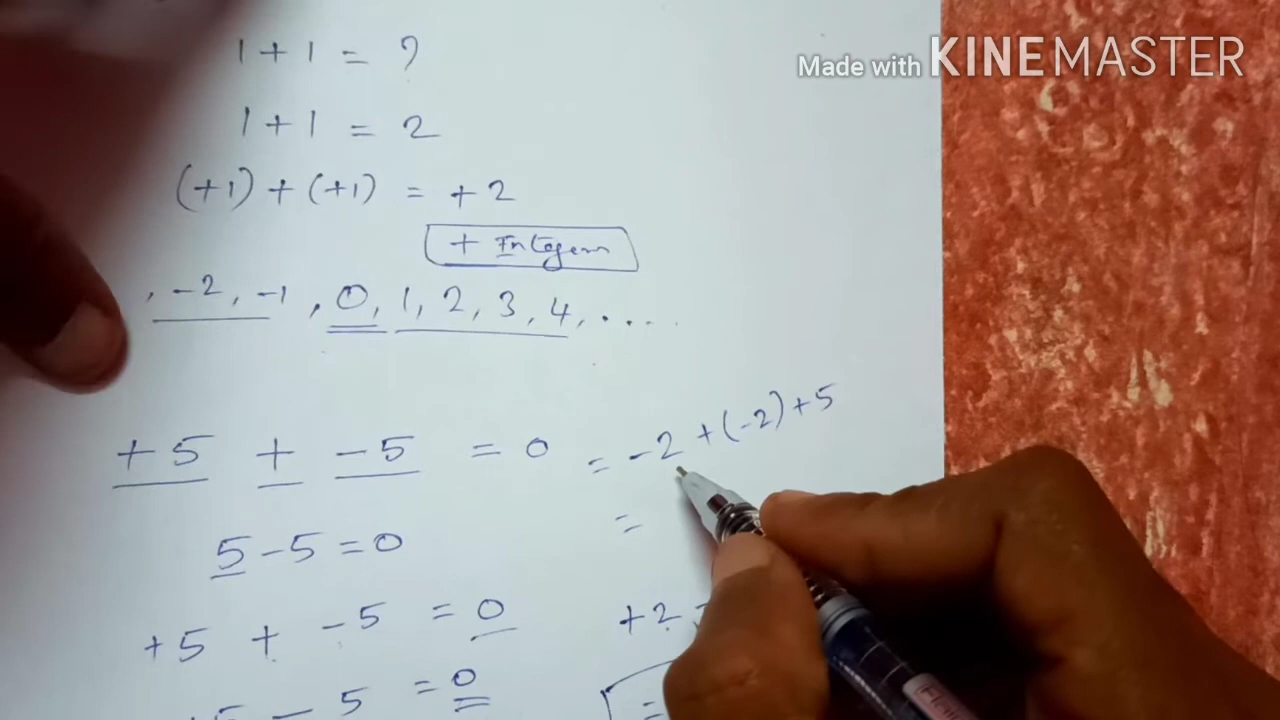 Made with KINEMASTER
1 + 1 = ?
1 + 1 = 2
(+1) + (+1) = +2
+ Integers
, -2, -1, 0, 1, 2, 3, 4, ....
+5 + -5 = 0
= -2 + (-2) + 5
5 - 5 = 0
=
+5 + -5 = 0
+2
+5 - 5 = 0
=